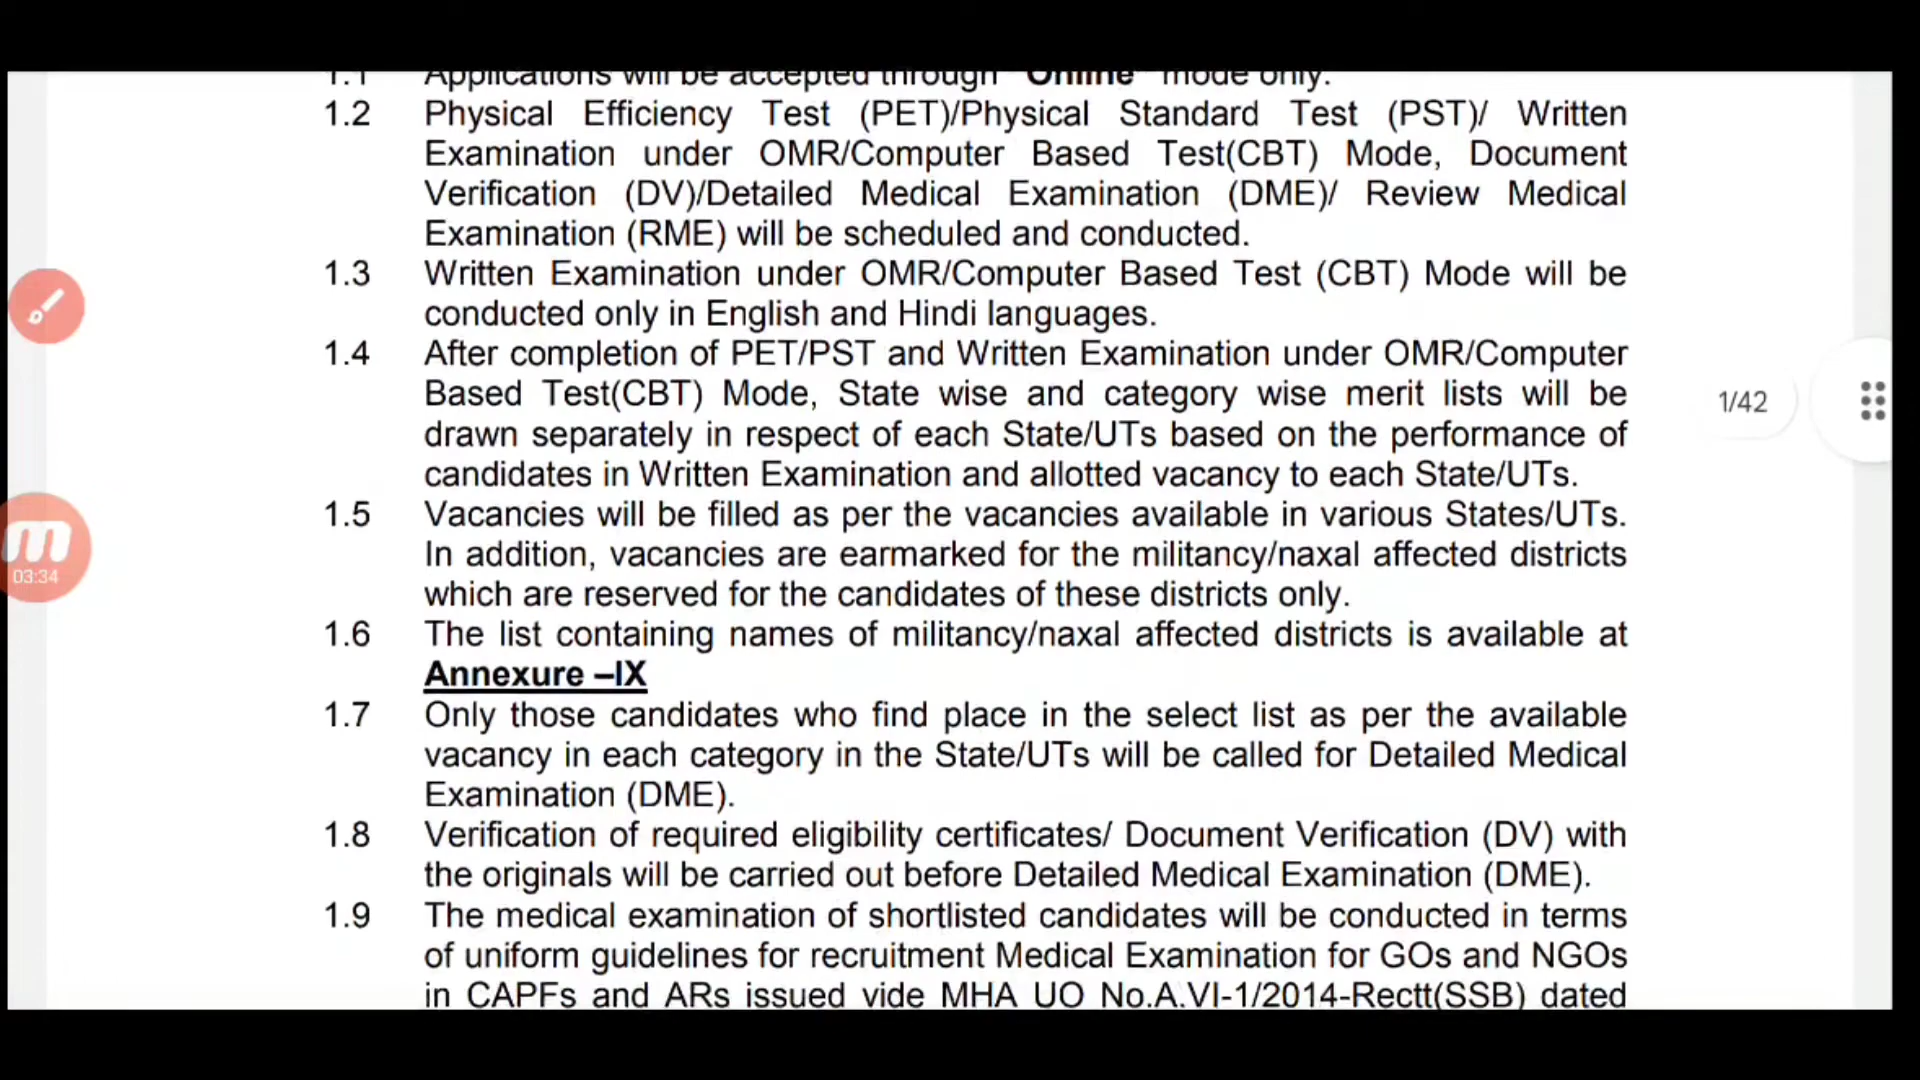 1.1 Applications will be accepted through "Online" mode only.
1.2 Physical Efficiency Test (PET)/Physical Standard Test (PST)/ Written
Examination under OMR/Computer Based Test(CBT) Mode, Document
Verification (DV)/Detailed Medical Examination (DME)/ Review Medical
Examination (RME) will be scheduled and conducted.
1.3 Written Examination under OMR/Computer Based Test (CBT) Mode will be
conducted only in English and Hindi languages.
1.4 After completion of PET/PST and Written Examination under OMR/Computer
Based Test(CBT) Mode, State wise and category wise merit lists will be
drawn separately in respect of each State/UTs based on the performance of
candidates in Written Examination and allotted vacancy to each State/UTs.
1.5 Vacancies will be filled as per the vacancies available in various States/UTs.
In addition, vacancies are earmarked for the militancy/naxal affected districts
which are reserved for the candidates of these districts only.
1.6 The list containing names of militancy/naxal affected districts is available at
Annexure –IX
1.7 Only those candidates who find place in the select list as per the available
vacancy in each category in the State/UTs will be called for Detailed Medical
Examination (DME).
1.8 Verification of required eligibility certificates/ Document Verification (DV) with
the originals will be carried out before Detailed Medical Examination (DME).
1.9 The medical examination of shortlisted candidates will be conducted in terms
of uniform guidelines for recruitment Medical Examination for GOs and NGOs
in CAPFs and ARs issued vide MHA UO No.A.VI-1/2014-Rectt(SSB) dated
1/42
m
03:34